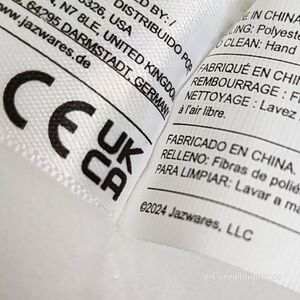 D BY: /
DISTRIBUIDO POR
326, USA
N7 8LE, UNITED KINGDOM
64295 DARMSTADT, GERMANY
www.jazwares.de
CE UK
CA
IN CHINA
LING: Polyeste
O CLEAN: Hand
FABRIQUÉ EN CHINE
REMBOURRAGE : F
NETTOYAGE : Lavez
à l'air libre.
FABRICADO EN CHINA,
RELLENO: Fibras de polié
PARA LIMPIAR: Lavar a ma
©2024 Jazwares, LLC